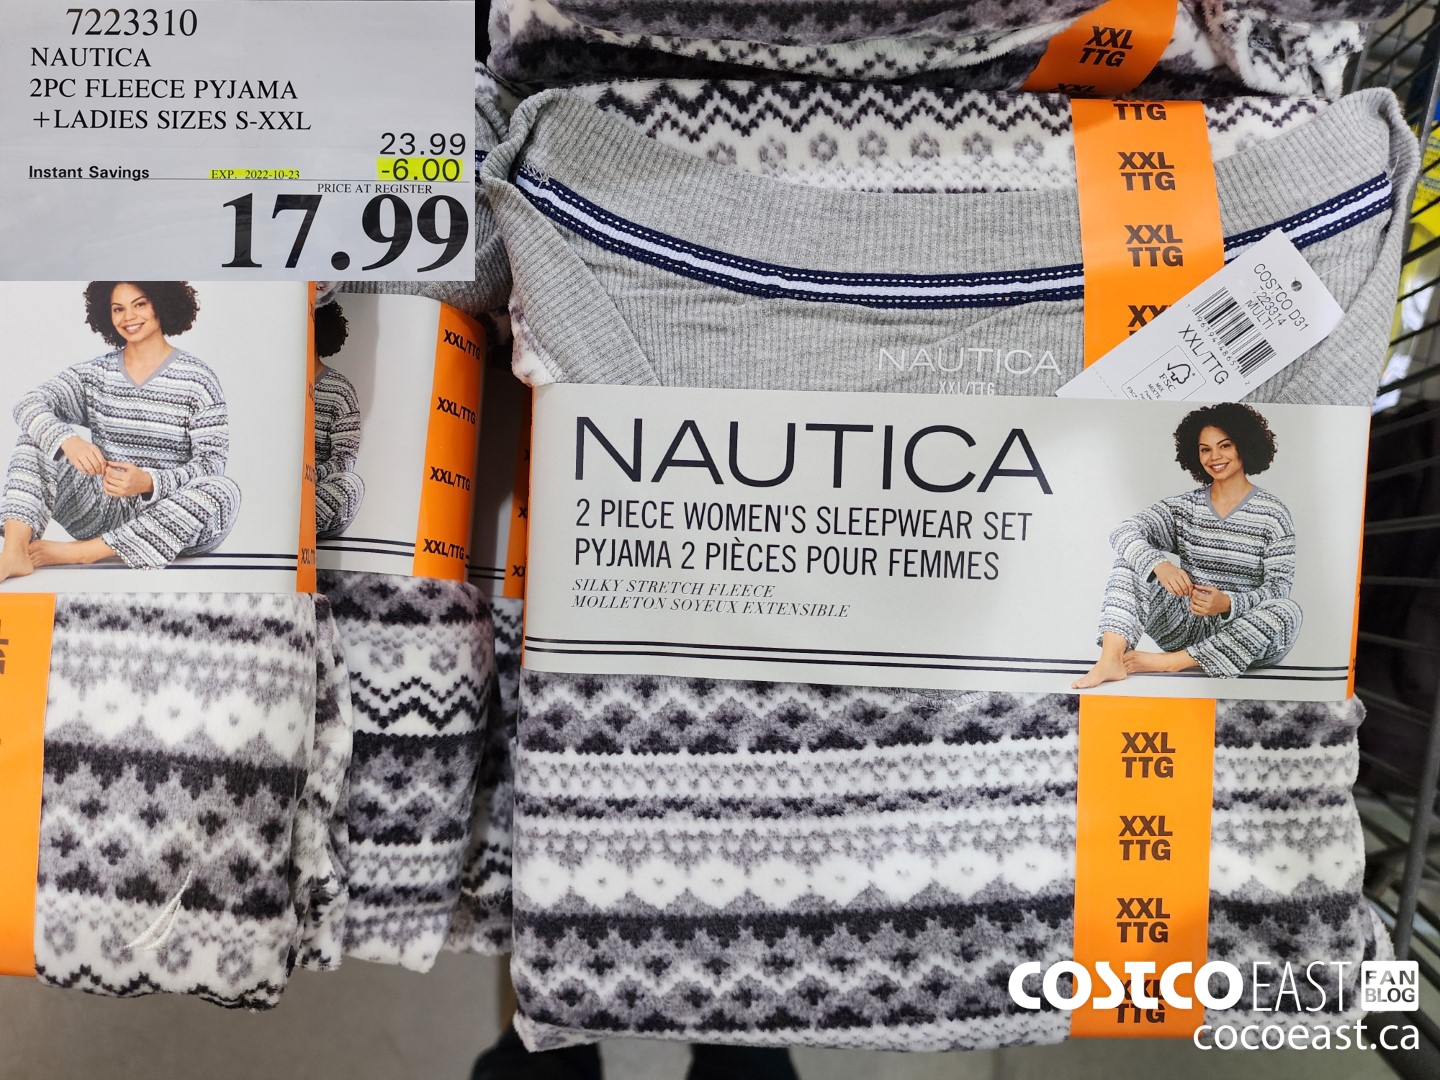 7223310
NAUTICA
2PC FLEECE PYJAMA
+LADIES SIZES S-XXL
23.99
Instant Savings EXP. 2022-10-23 -6.00
PRICE AT REGISTER
17.99
XXL
TTG
XXL
TTG
XXL
TTG
XXL
TTG
COSTCO D31
7223314
MULTI
XXL/TTG
FSC
NAUTICA
XXL/TTG
XXL/TTG
XXL/TTG
XXL/TTG
XXL/TTG
NAUTICA
2 PIECE WOMEN'S SLEEPWEAR SET
PYJAMA 2 PIÈCES POUR FEMMES
SILKY STRETCH FLEECE
MOLLETON SOYEUX EXTENSIBLE
XXL
TTG
XXL
TTG
XXL
TTG
XXL
TTG
COSTCO EAST FAN BLOG
cocoeast.ca